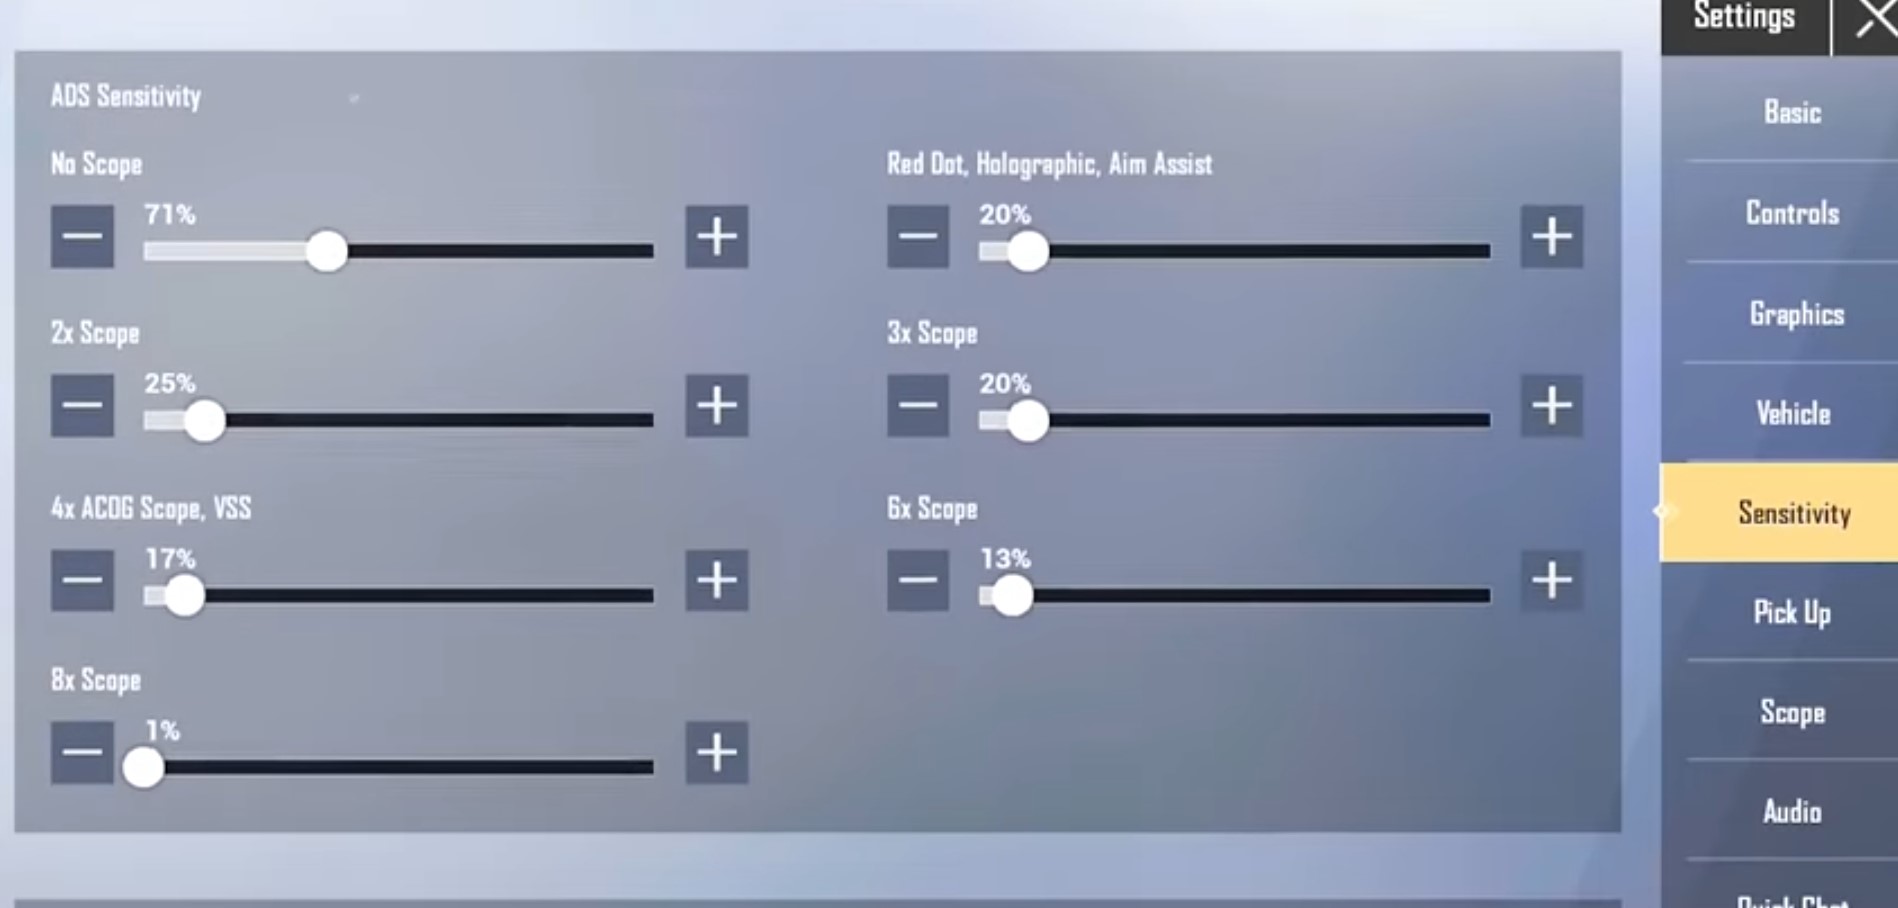 Settings
ADS Sensitivity
No Scope
71%
Red Dot, Holographic, Aim Assist
20%
2x Scope
25%
3x Scope
20%
4x ACOG Scope, VSS
17%
6x Scope
13%
8x Scope
1%
Basic
Controls
Graphics
Vehicle
Sensitivity
Pick Up
Scope
Audio
Quick Chat